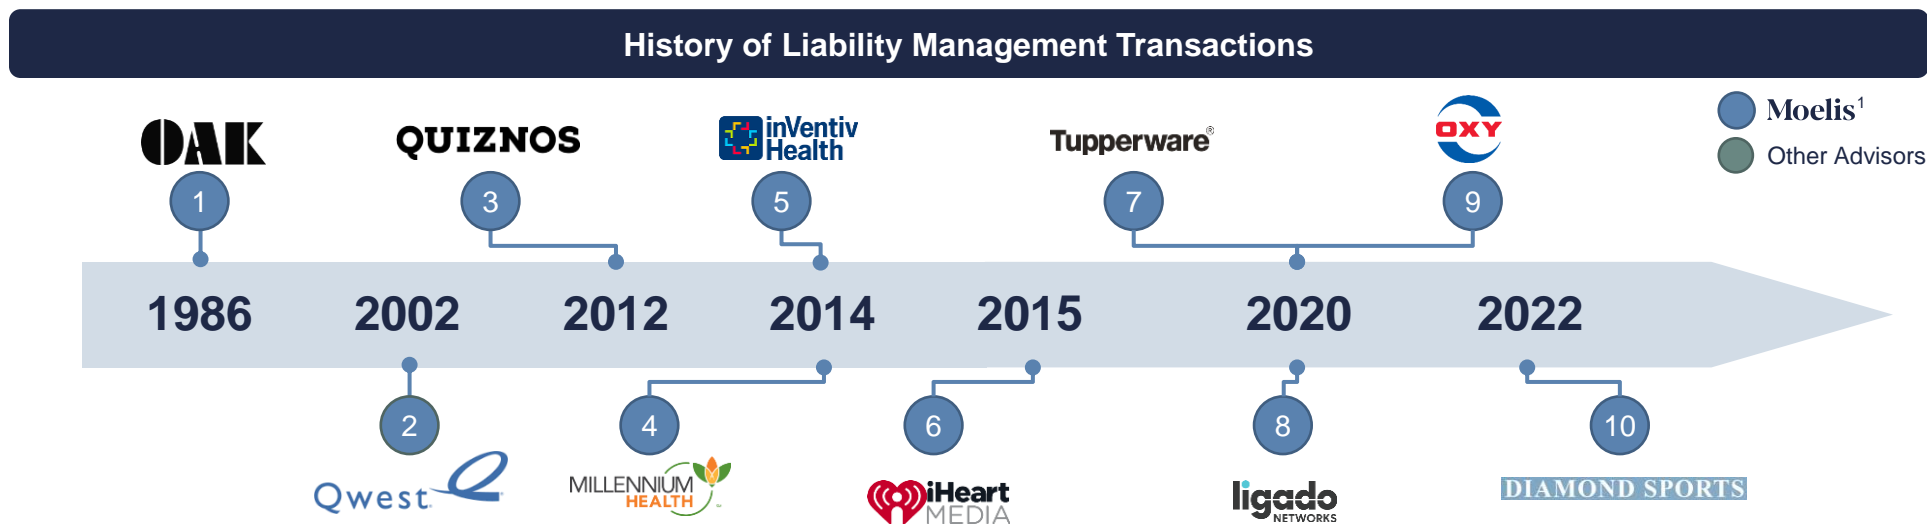 History of Liability Management Transactions
Moelis¹
Other Advisors
OAK
QUIZNOS
inVentiv
Health
Tupperware®
OXY
1
3
5
7
9
1986
2002
2012
2014
2015
2020
2022
2
4
6
8
10
Qwest
MILLENNIUM
HEALTH
iHeart
MEDIA
ligado
NETWORKS
DIAMOND SPORTS